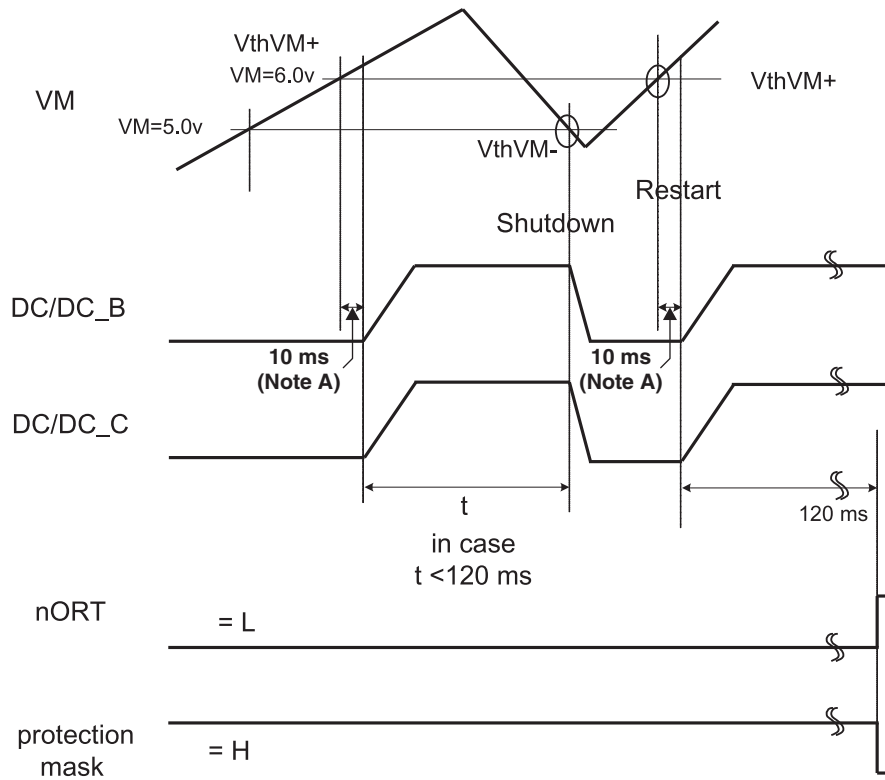 VthVM+
VM=6.0v
VthVM+
VM
VM=5.0v
VthVM-
Restart
Shutdown
DC/DC_B
10 ms
(Note A)
10 ms
(Note A)
DC/DC_C
t
120 ms
in case
t <120 ms
nORT
= L
protection
mask
= H